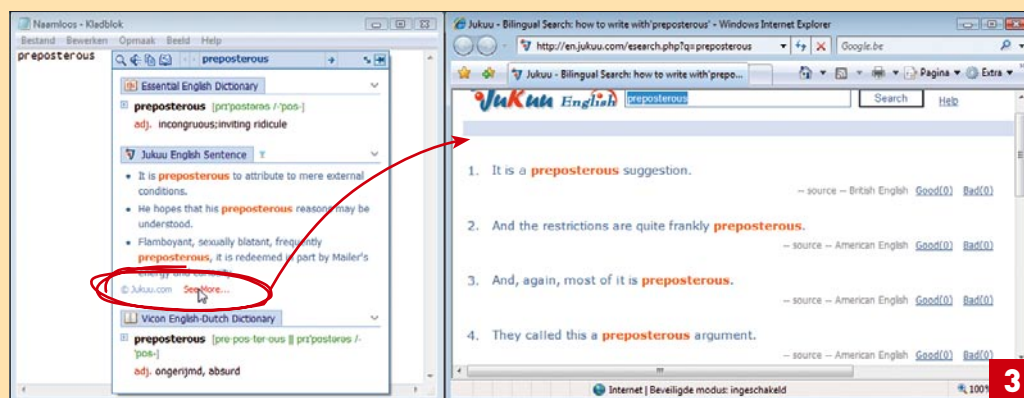 Naamloos - Kladblok
Bestand Bewerken Opmaak Beeld Help
preposterous
preposterous
Essential English Dictionary
preposterous [prɪ'pɒstərəs /-'pɒs-]
adj. incongruous;inviting ridicule
Jukuu English Sentence
• It is preposterous to attribute to mere external
conditions.
• He hopes that his preposterous reasons may be
understood.
• Flamboyant, sexually blatant, frequently
preposterous, it is redeemed in part by Mailer's
energy and curiosity.
© Jukuu.com See More...
Vicon English-Dutch Dictionary
preposterous [pre·pos·ter·ous || prɪ'pɒstərəs /-
'pɒs-]
adj. ongerijmd, absurd
Jukuu - Bilingual Search: how to write with'preposterous' - Windows Internet Explorer
http://en.jukuu.com/esearch.php?q=preposterous
Google.be
Jukuu - Bilingual Search: how to write with'prepo...
Pagina
Extra
JuKuu English
preposterous
Search
Help
1. It is a preposterous suggestion.
-- source -- British English Good(0) Bad(0)
2. And the restrictions are quite frankly preposterous.
-- source -- American English Good(0) Bad(0)
3. And, again, most of it is preposterous.
-- source -- American English Good(0) Bad(0)
4. They called this a preposterous argument.
-- source -- American English Good(0) Bad(0)
Internet | Beveiligde modus: ingeschakeld
100%
3